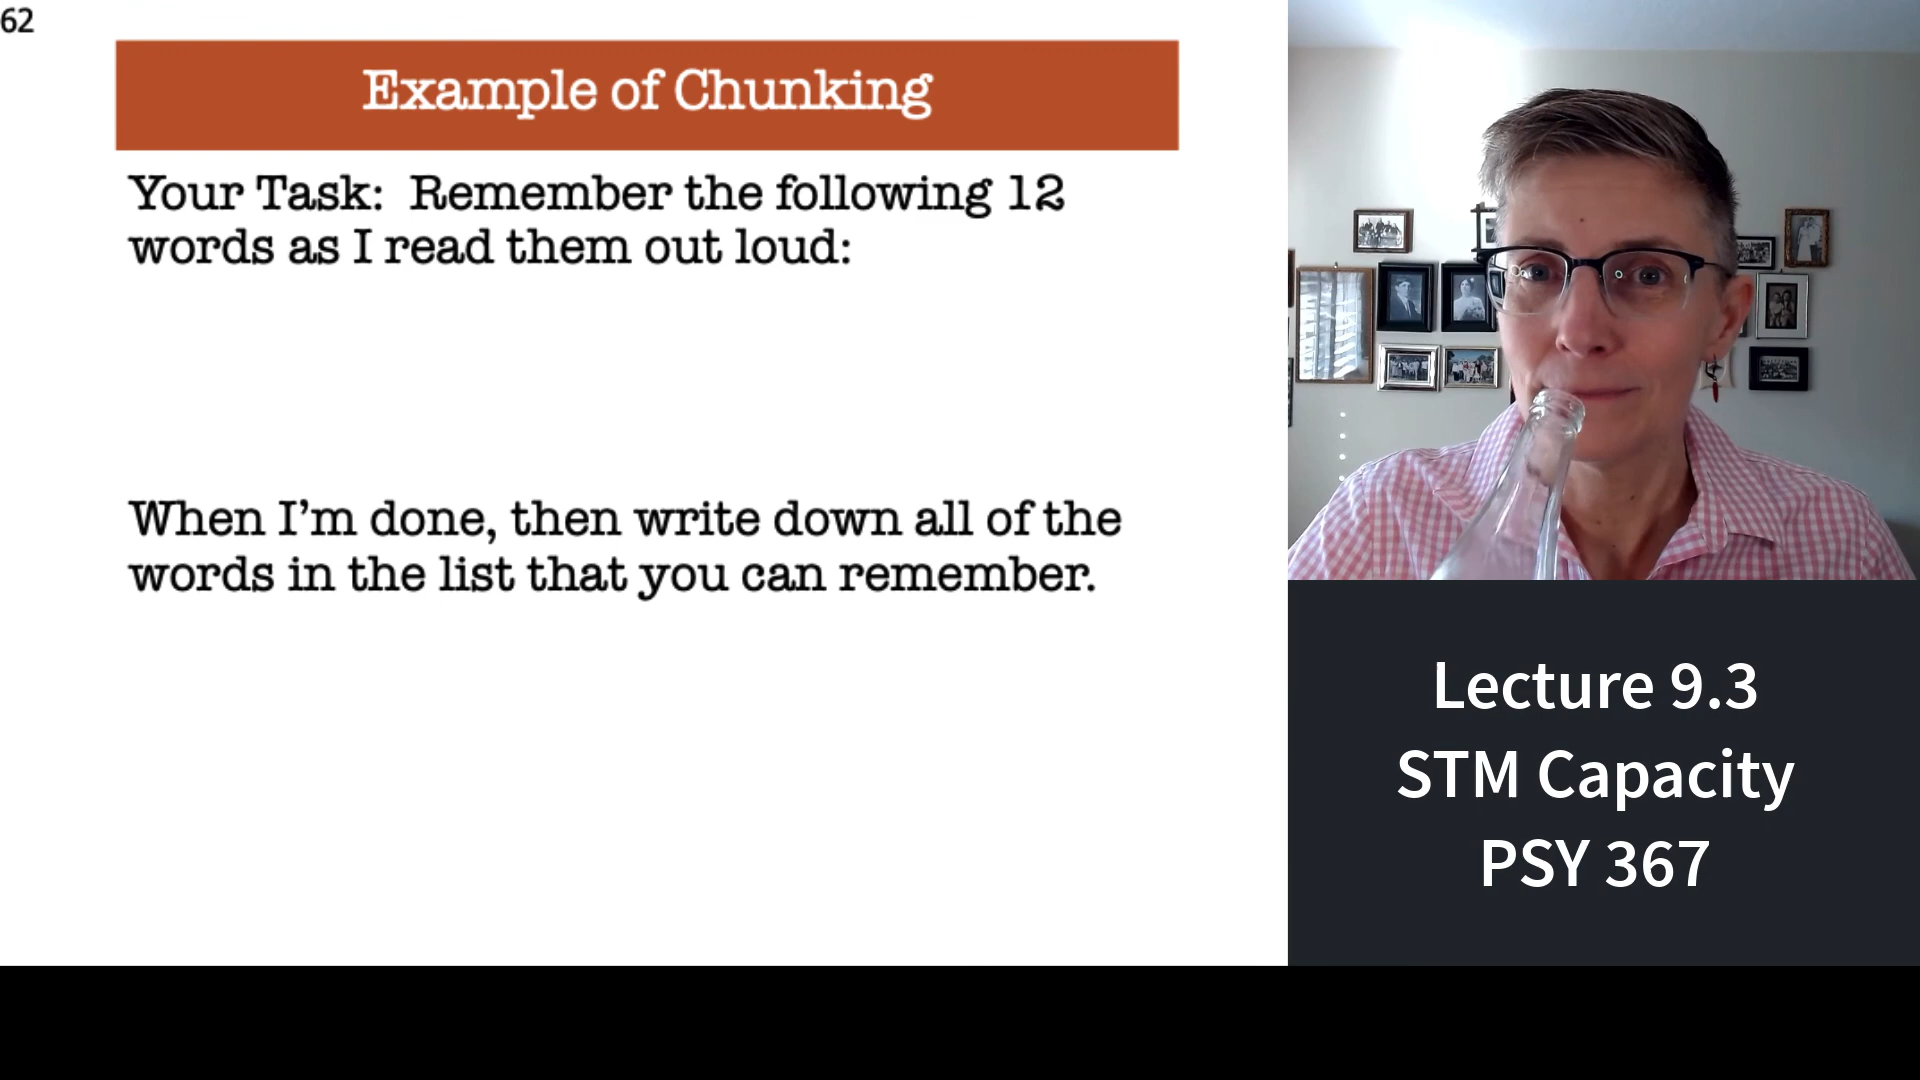 62
Example of Chunking
Your Task:  Remember the following 12
words as I read them out loud:
When I’m done, then write down all of the
words in the list that you can remember.
Lecture 9.3
STM Capacity
PSY 367